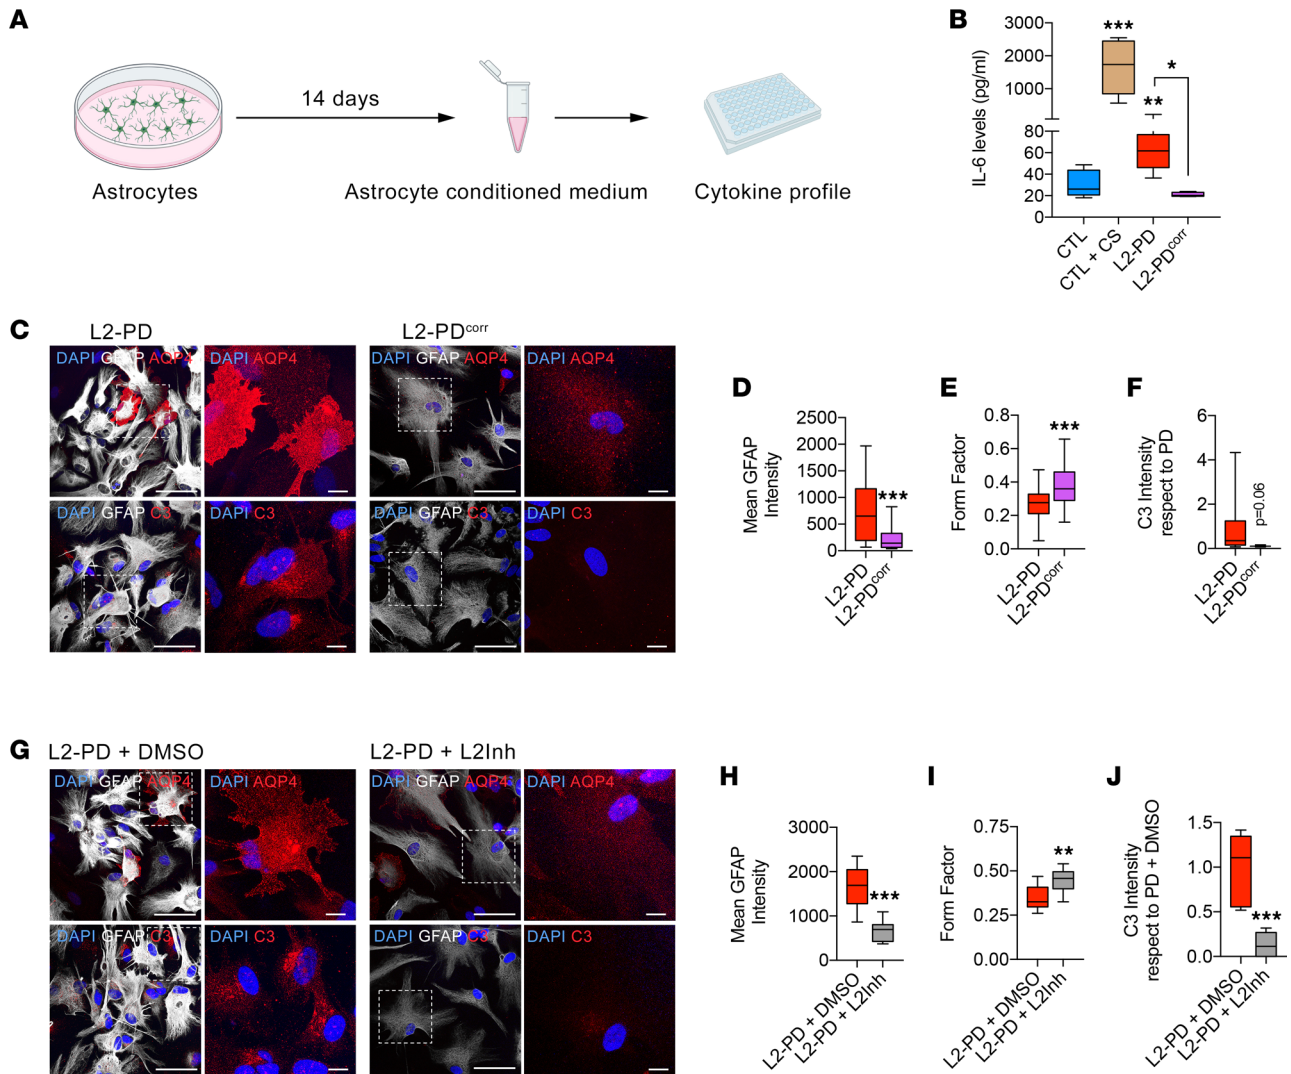 A
14 days
Astrocytes
Astrocyte conditioned medium
Cytokine profile
B
IL-6 levels (pg/ml)
3000
2000
1000
80
60
40
20
0
***
**
*
CTL
CTL + CS
L2-PD
L2-PDcorr
C
L2-PD
L2-PDcorr
DAPI GFAP AQP4
DAPI AQP4
DAPI GFAP AQP4
DAPI AQP4
DAPI GFAP C3
DAPI C3
DAPI GFAP C3
DAPI C3
D
Mean GFAP
Intensity
2500
2000
1500
1000
500
0
***
L2-PD
L2-PDcorr
E
Form Factor
0.8
0.6
0.4
0.2
0.0
***
L2-PD
L2-PDcorr
F
C3 Intensity
respect to PD
6
4
2
0
p=0.06
L2-PD
L2-PDcorr
G
L2-PD + DMSO
L2-PD + L2Inh
DAPI GFAP AQP4
DAPI AQP4
DAPI GFAP AQP4
DAPI AQP4
DAPI GFAP C3
DAPI C3
DAPI GFAP C3
DAPI C3
H
Mean GFAP
Intensity
3000
2000
1000
0
***
L2-PD + DMSO
L2-PD + L2Inh
I
Form Factor
0.75
0.50
0.25
0.00
**
L2-PD + DMSO
L2-PD + L2Inh
J
C3 Intensity
respect to PD + DMSO
1.5
1.0
0.5
0.0
***
L2-PD + DMSO
L2-PD + L2Inh